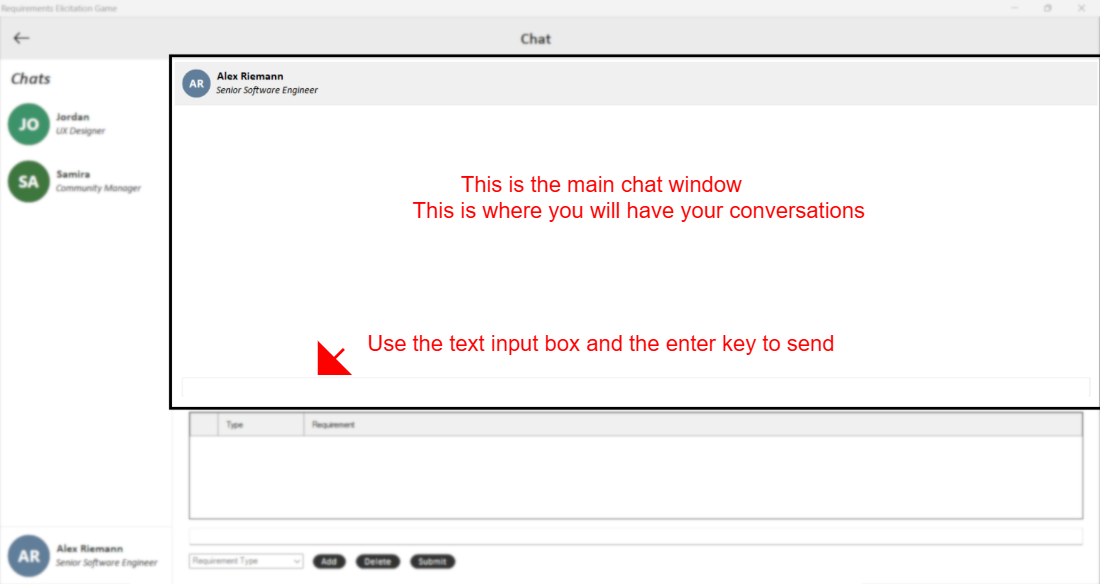 Requirements Elicitation Game
Chat
Chats
JO
Jordan
UX Designer
SA
Samira
Community Manager
AR
Alex Riemann
Senior Software Engineer
This is the main chat window
This is where you will have your conversations
Use the text input box and the enter key to send
Type
Requirement
Requirement Type
Add
Delete
Submit
AR
Alex Riemann
Senior Software Engineer